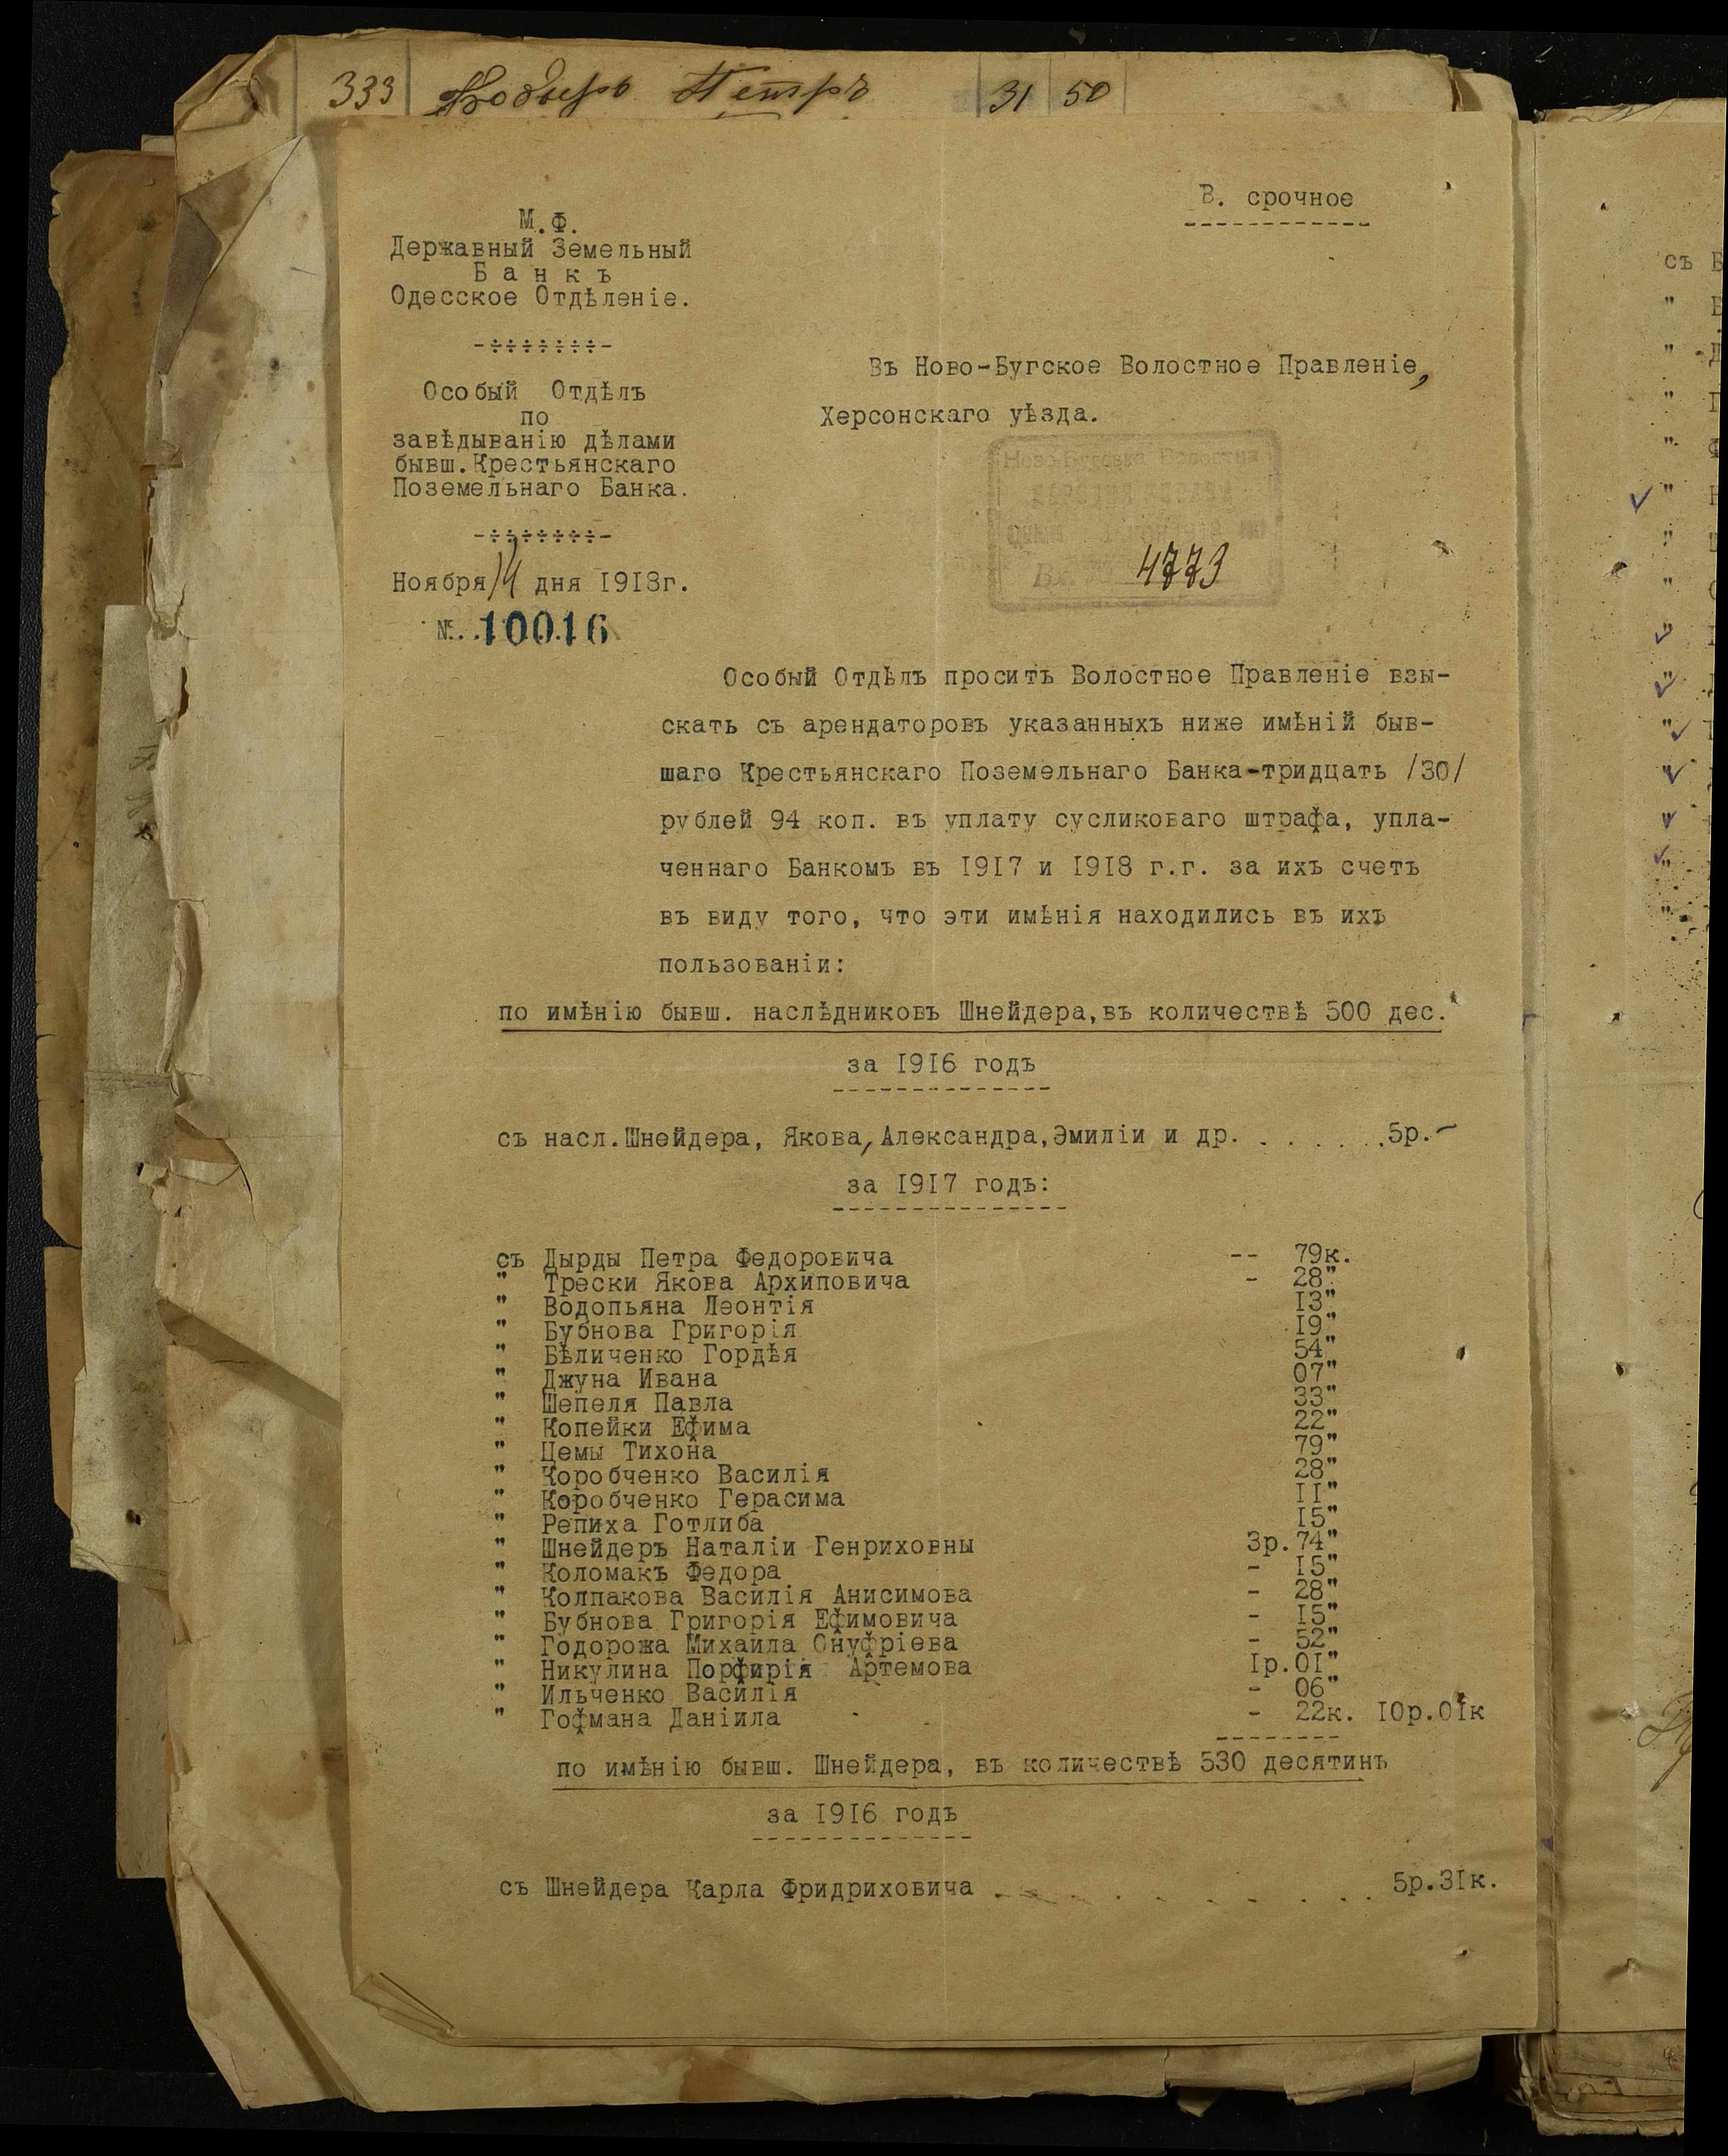 333 Петръ 31 50
В. срочное
М.Ф.
Державный Земельный
Банкъ
Одесское Отдѣленіе.
-÷÷÷÷÷÷÷-
Особый Отдѣлъ
по
завѣдыванію дѣлами
бывш.Крестьянскаго
Поземельнаго Банка.
-÷÷÷÷÷÷÷-
Ноября 14 дня 1918г.
№ 10016
Въ Ново-Бугское Волостное Правленіе,
Херсонскаго уѣзда.
4773
Особый Отдѣлъ проситъ Волостное Правленіе взы-
скать съ арендаторовъ указанныхъ ниже имѣній быв-
шаго Крестьянскаго Поземельнаго Банка-тридцать /30/
рублей 94 коп. въ уплату сусликоваго штрафа, упла-
ченнаго Банкомъ въ 1917 и 1918 г.г. за ихъ счетъ
въ виду того, что эти имѣнія находились въ ихъ
пользованіи:
по имѣнію бывш. наслѣдниковъ Шнейдера,въ количествѣ 500 дес.
за 1916 годъ
съ насл.Шнейдера, Якова,Александра,Эмиліи и др. . . . . . .5р.-
за 1917 годъ:
съ Дырды Петра Федоровича -- 79к.
" Трески Якова Архиповича - 28"
" Водопьяна Леонтія 13"
" Бубнова Григорія 19"
" Бѣличенко Гордѣя 54"
" Джуна Ивана 07"
" Шепеля Павла 33"
" Копейки Ефима 22"
" Цемы Тихона 79"
" Коробченко Василія 28"
" Коробченко Герасима 11"
" Репиха Готлиба 15"
" Шнейдеръ Наталіи Генриховны 3р.74"
" Коломакъ Федора - 15"
" Колпакова Василія Анисимова - 28"
" Бубнова Григорія Ефимовича - 15"
" Годорожа Михаила Онуфріева - 52"
" Никулина Порфирія Артемова 1р.01"
" Ильченко Василія - 06"
" Гофмана Даніила - 22к. 10р.01к
по имѣнію бывш. Шнейдера, въ количествѣ 530 десятинъ
за 1916 годъ
съ Шнейдера Карла Фридриховича . . . . . . . . 5р.31к.